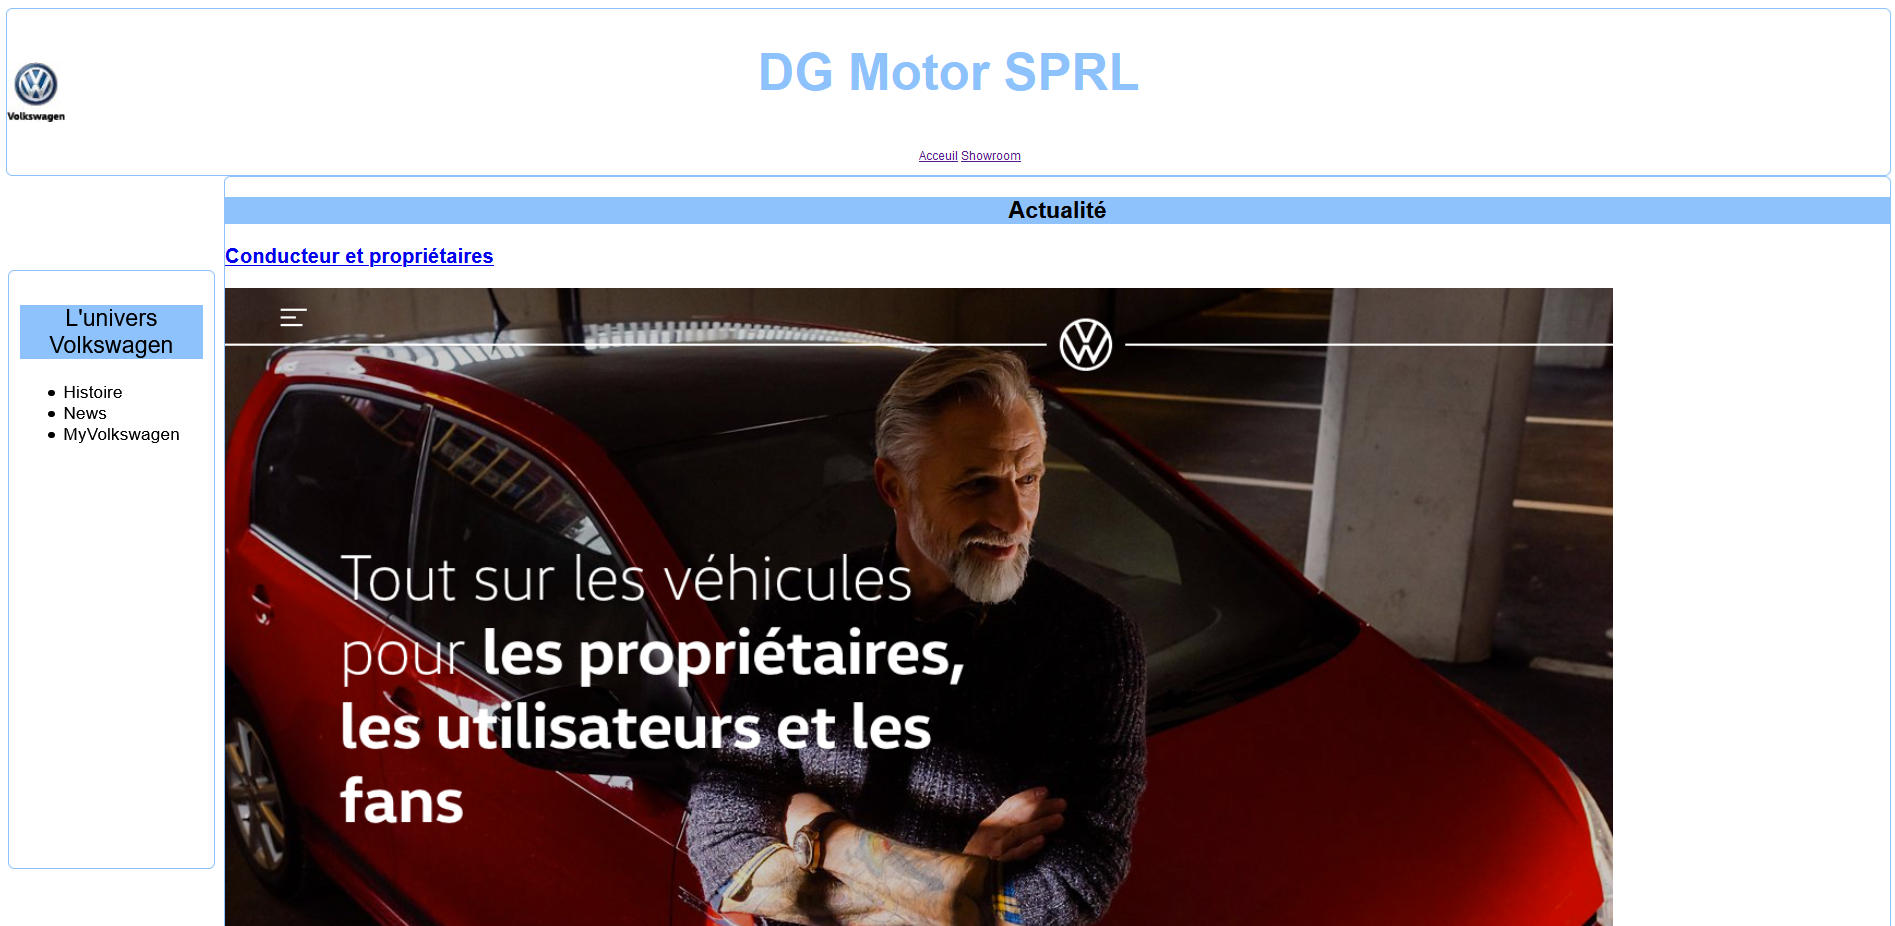 DG Motor SPRL
Volkswagen
Acceuil Showroom
Actualité
Conducteur et propriétaires
L'univers
Volkswagen
Histoire
News
MyVolkswagen
Tout sur les véhicules
pour les propriétaires,
les utilisateurs et les
fans